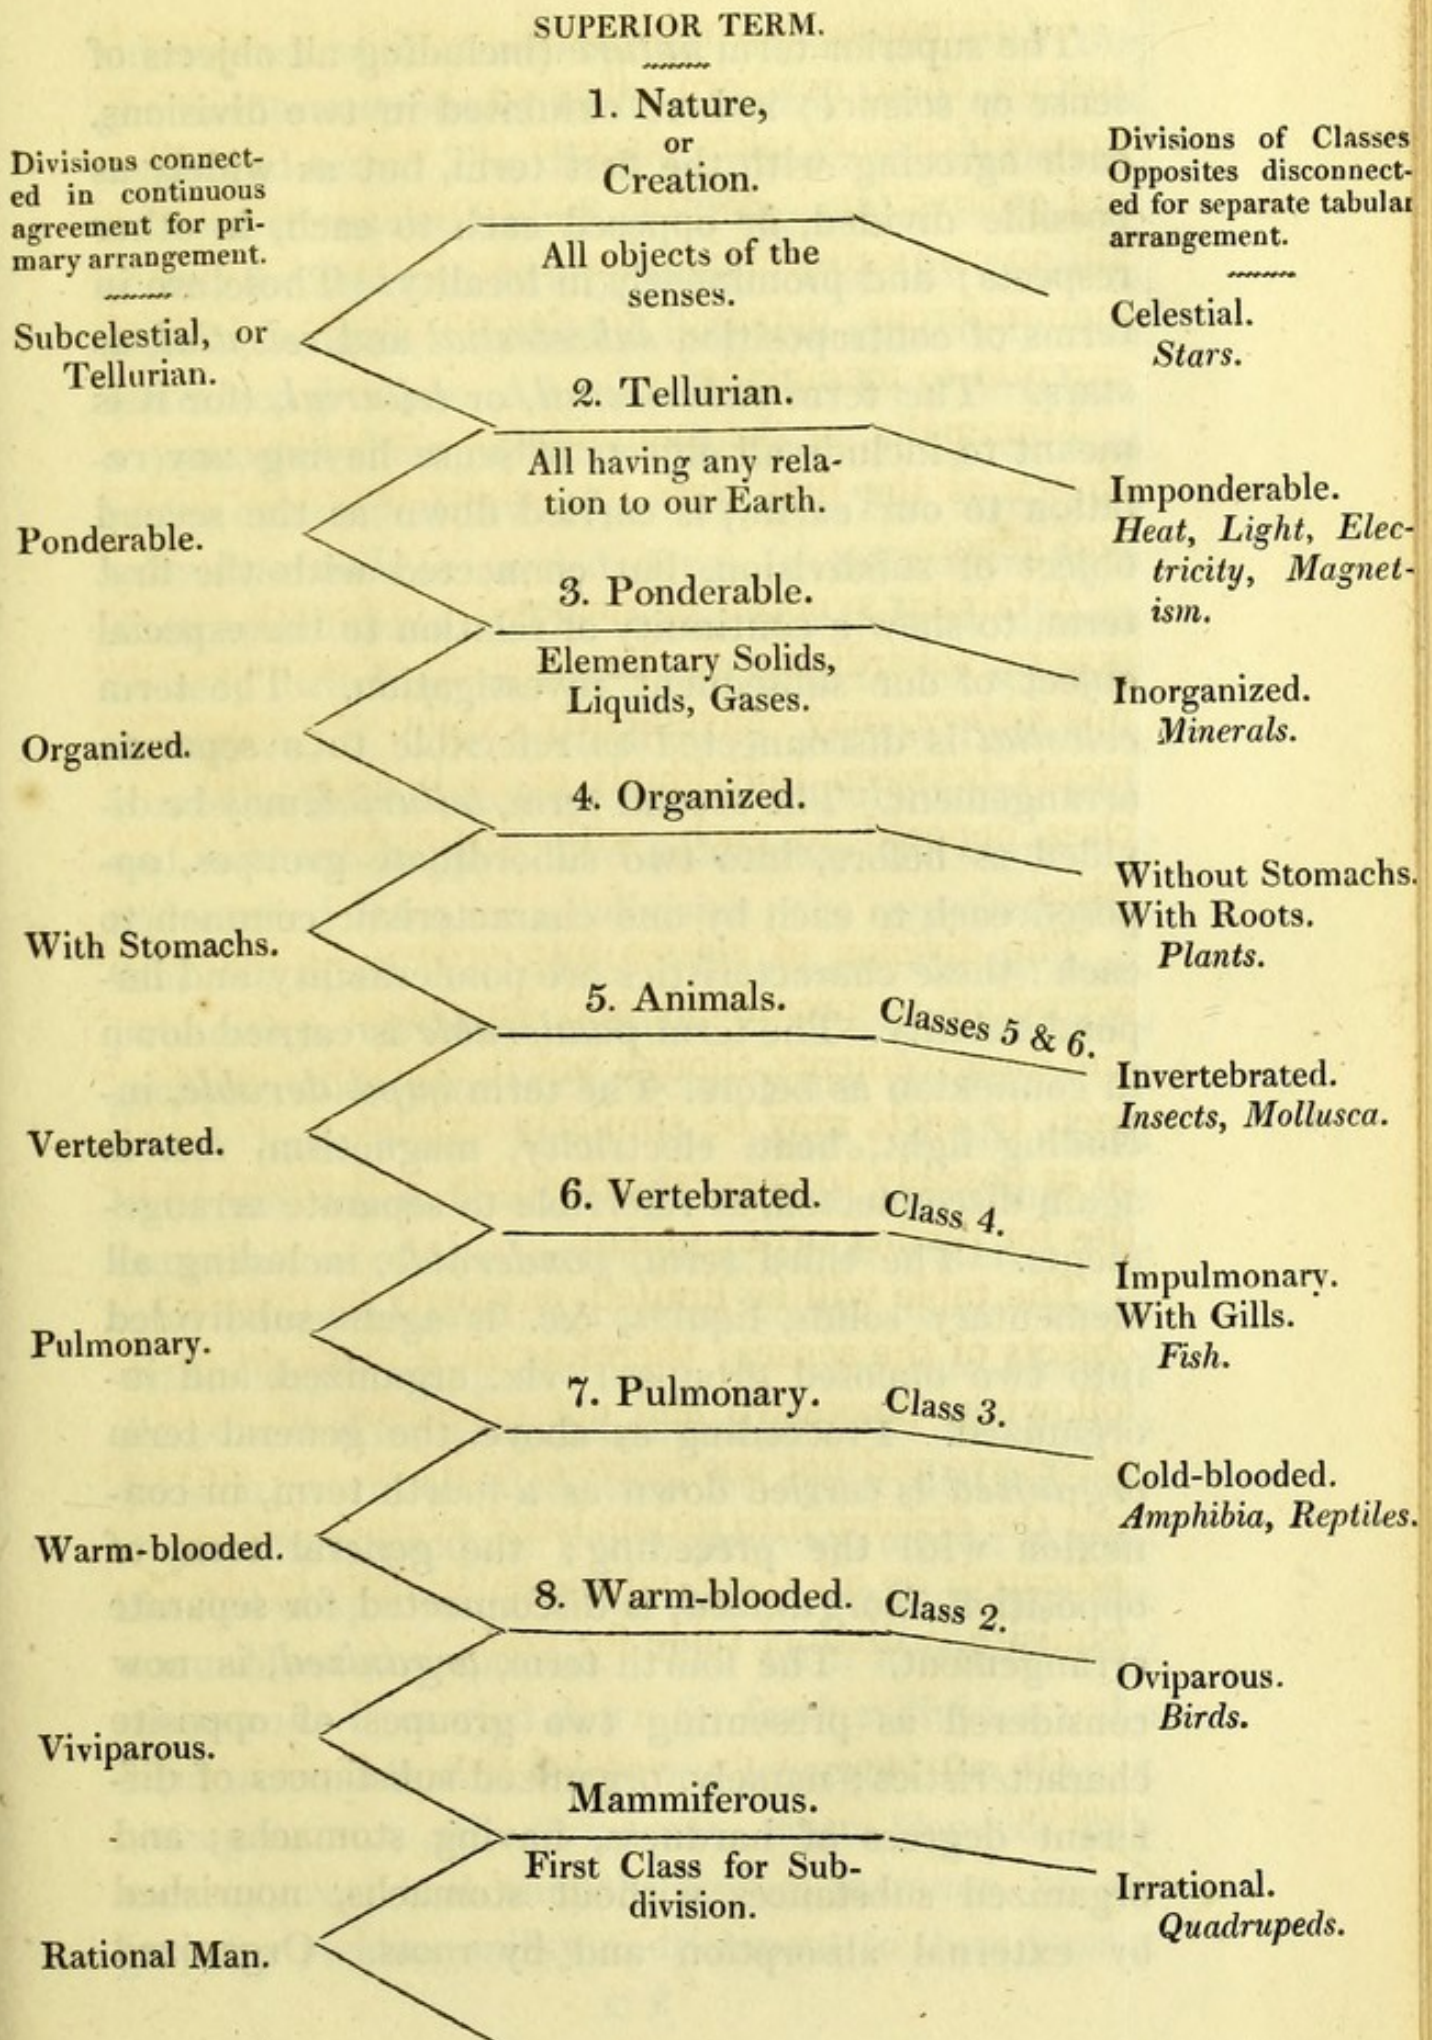 SUPERIOR TERM.
1. Nature,
or
Creation.
Divisions connect-
ed in continuous
agreement for pri-
mary arrangement.
Divisions of Classes
Opposites disconnect-
ed for separate tabular
arrangement.
All objects of the
senses.
Subcelestial, or
Tellurian.
Celestial.
Stars.
2. Tellurian.
All having any rela-
tion to our Earth.
Ponderable.
Imponderable.
Heat, Light, Elec-
tricity, Magnet-
ism.
3. Ponderable.
Elementary Solids,
Liquids, Gases.
Organized.
Inorganized.
Minerals.
4. Organized.
With Stomachs.
Without Stomachs.
With Roots.
Plants.
5. Animals.
Classes 5 & 6.
Vertebrated.
Invertebrated.
Insects, Mollusca.
6. Vertebrated.
Class 4.
Pulmonary.
Impulmonary.
With Gills.
Fish.
7. Pulmonary.
Class 3.
Warm-blooded.
Cold-blooded.
Amphibia, Reptiles.
8. Warm-blooded.
Class 2.
Viviparous.
Oviparous.
Birds.
Mammiferous.
First Class for Sub-
division.
Rational Man.
Irrational.
Quadrupeds.